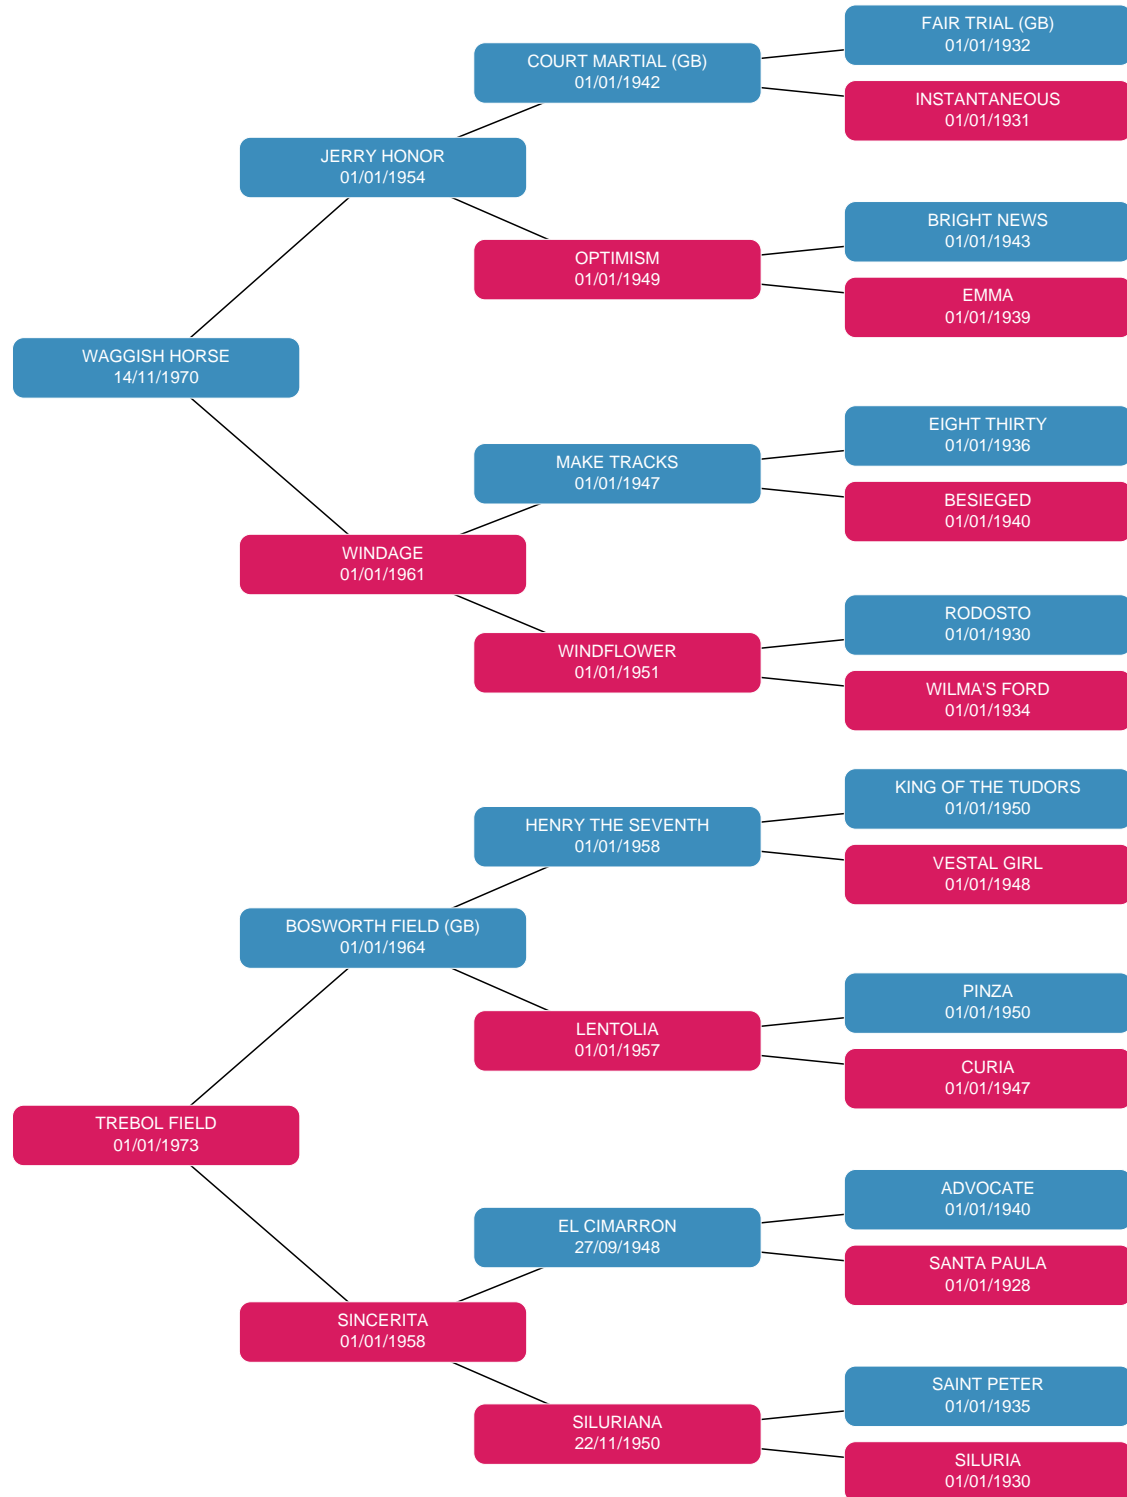 FAIR TRIAL (GB)
01/01/1932
COURT MARTIAL (GB)
01/01/1942
INSTANTANEOUS
01/01/1931
JERRY HONOR
01/01/1954
BRIGHT NEWS
01/01/1943
OPTIMISM
01/01/1949
EMMA
01/01/1939
WAGGISH HORSE
14/11/1970
EIGHT THIRTY
01/01/1936
MAKE TRACKS
01/01/1947
BESIEGED
01/01/1940
WINDAGE
01/01/1961
RODOSTO
01/01/1930
WINDFLOWER
01/01/1951
WILMA'S FORD
01/01/1934
KING OF THE TUDORS
01/01/1950
HENRY THE SEVENTH
01/01/1958
VESTAL GIRL
01/01/1948
BOSWORTH FIELD (GB)
01/01/1964
PINZA
01/01/1950
LENTOLIA
01/01/1957
CURIA
01/01/1947
TREBOL FIELD
01/01/1973
ADVOCATE
01/01/1940
EL CIMARRON
27/09/1948
SANTA PAULA
01/01/1928
SINCERITA
01/01/1958
SAINT PETER
01/01/1935
SILURIANA
22/11/1950
SILURIA
01/01/1930